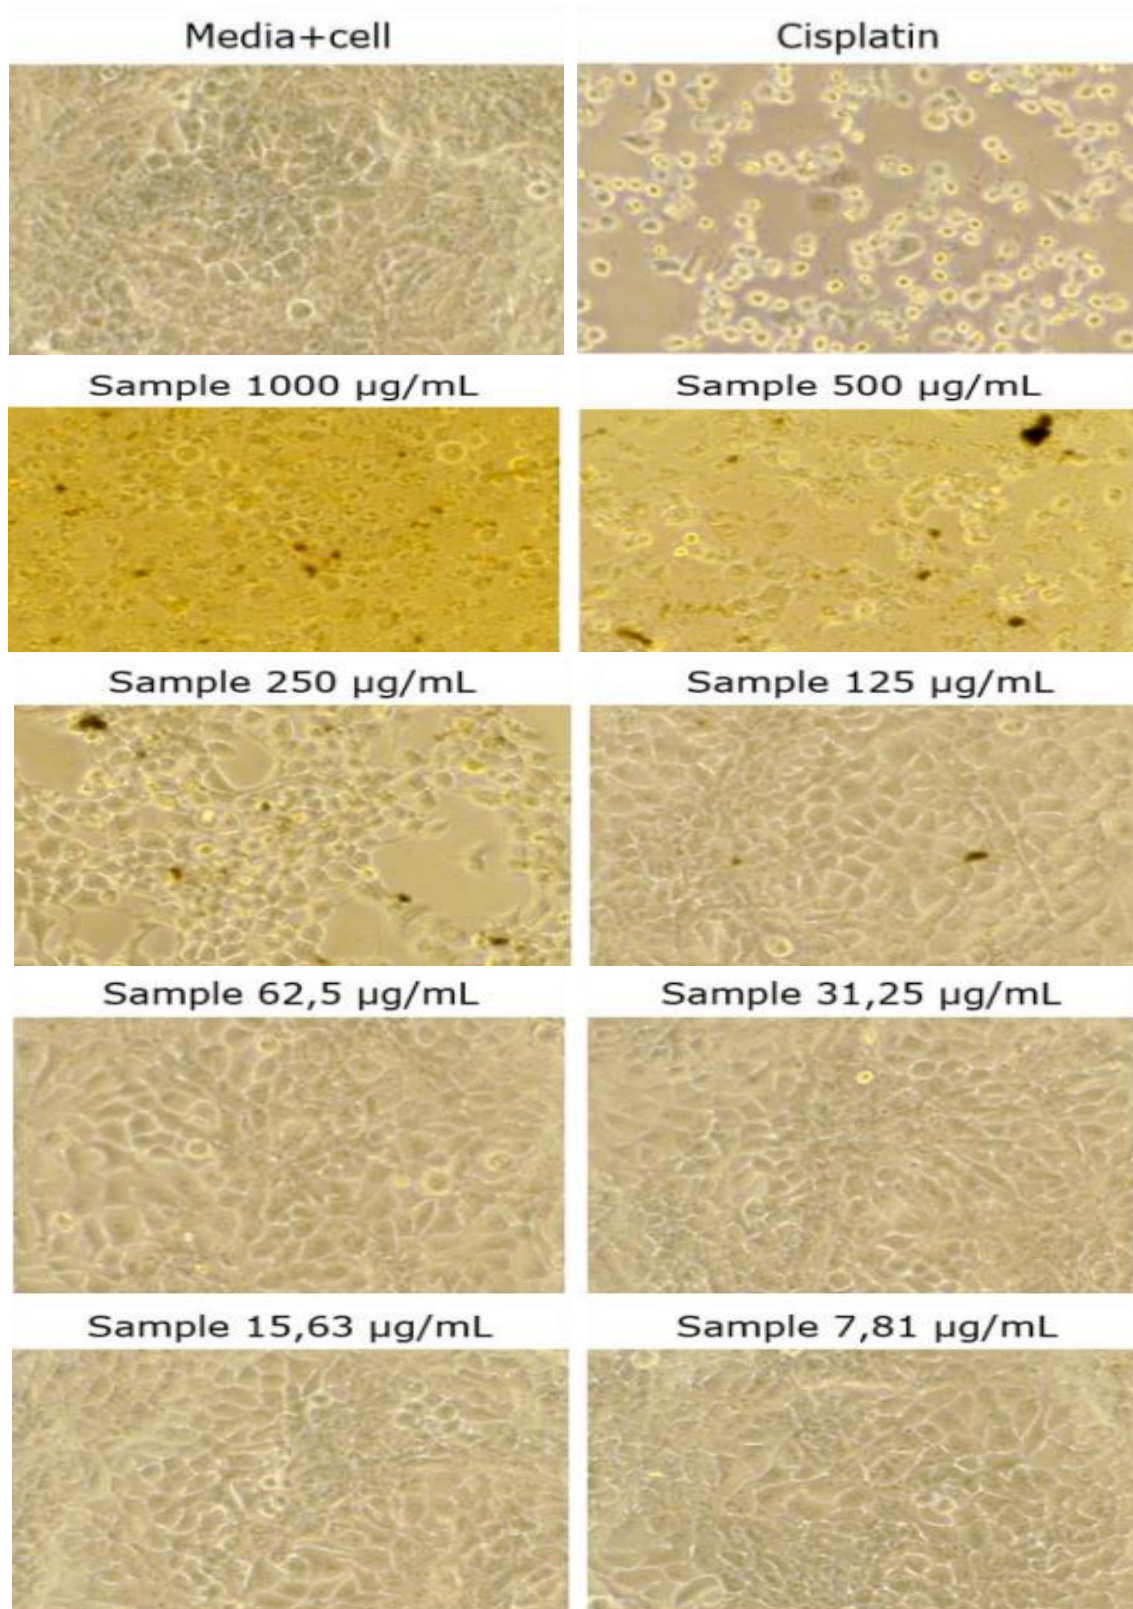 Media+cell
Cisplatin
Sample 1000 µg/mL
Sample 500 µg/mL
Sample 250 µg/mL
Sample 125 µg/mL
Sample 62,5 µg/mL
Sample 31,25 µg/mL
Sample 15,63 µg/mL
Sample 7,81 µg/mL